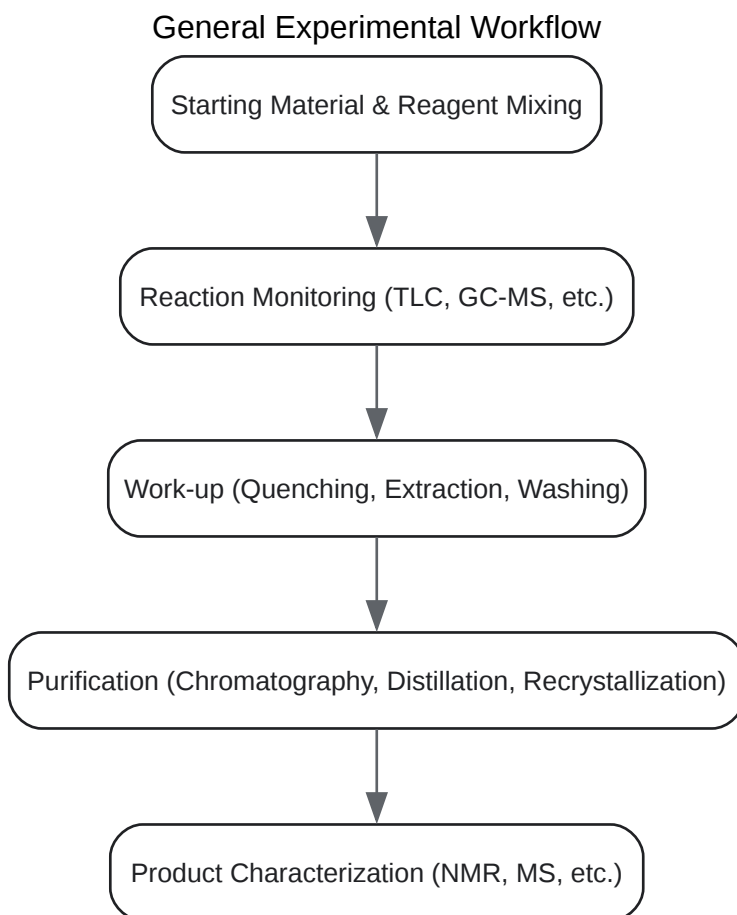 General Experimental Workflow
Starting Material & Reagent Mixing
Reaction Monitoring (TLC, GC-MS, etc.)
Work-up (Quenching, Extraction, Washing)
Purification (Chromatography, Distillation, Recrystallization)
Product Characterization (NMR, MS, etc.)